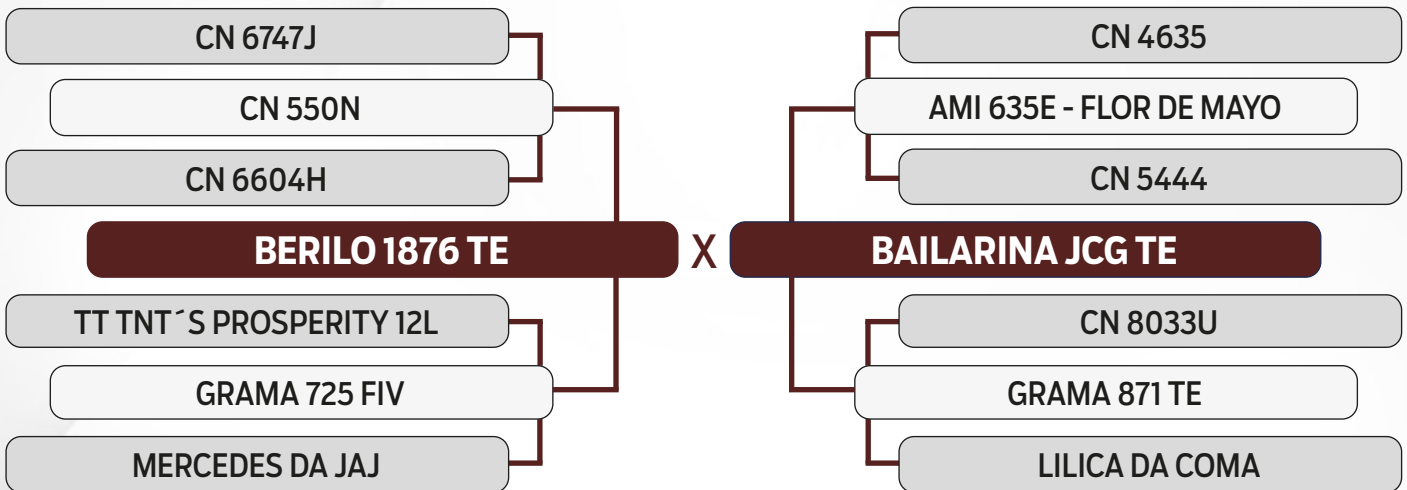 CN 6747J
CN 4635
CN 550N
AMI 635E - FLOR DE MAYO
CN 6604H
CN 5444
BERILO 1876 TE X BAILARINA JCG TE
TT TNT´S PROSPERITY 12L
CN 8033U
GRAMA 725 FIV
GRAMA 871 TE
MERCEDES DA JAJ
LILICA DA COMA